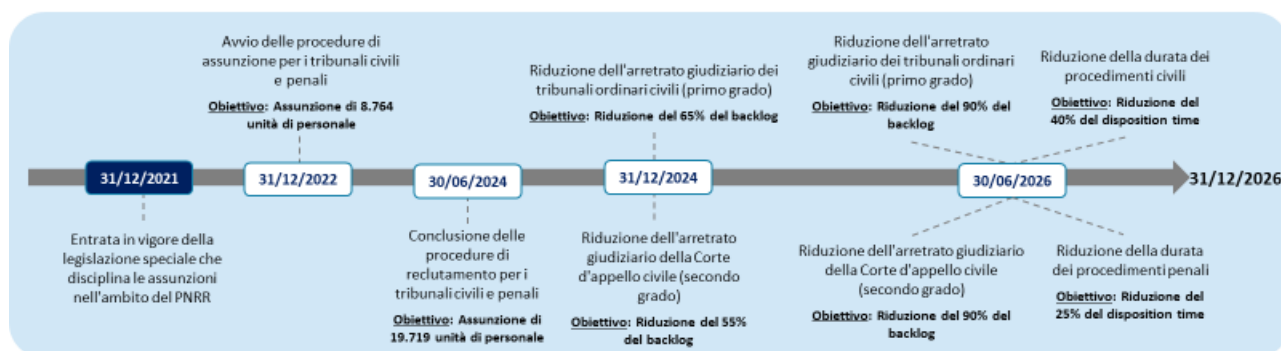 Avvio delle procedure di
assunzione per i tribunali civili
e penali
Obiettivo: Assunzione di 8.764
unità di personale
Riduzione dell'arretrato giudiziario dei
tribunali ordinari civili (primo grado)
Obiettivo: Riduzione del 65% del backlog
Riduzione dell'arretrato
giudiziario dei tribunali ordinari
civili (primo grado)
Obiettivo: Riduzione del 90% del
backlog
Riduzione della durata dei
procedimenti civili
Obiettivo: Riduzione del
40% del disposition time
31/12/2021
31/12/2022
30/06/2024
31/12/2024
30/06/2026
31/12/2026
Entrata in vigore della
legislazione speciale che
disciplina le assunzioni
nell'ambito del PNRR
Conclusione delle
procedure di
reclutamento per i
tribunali civili e penali
Obiettivo: Assunzione di
19.719 unità di personale
Riduzione dell'arretrato
giudiziario della Corte
d'appello civile (secondo
grado)
Obiettivo: Riduzione del 55%
del backlog
Riduzione dell'arretrato giudiziario
della Corte d'appello civile
(secondo grado)
Obiettivo: Riduzione del 90% del
backlog
Riduzione della durata
dei procedimenti penali
Obiettivo: Riduzione del
25% del disposition time